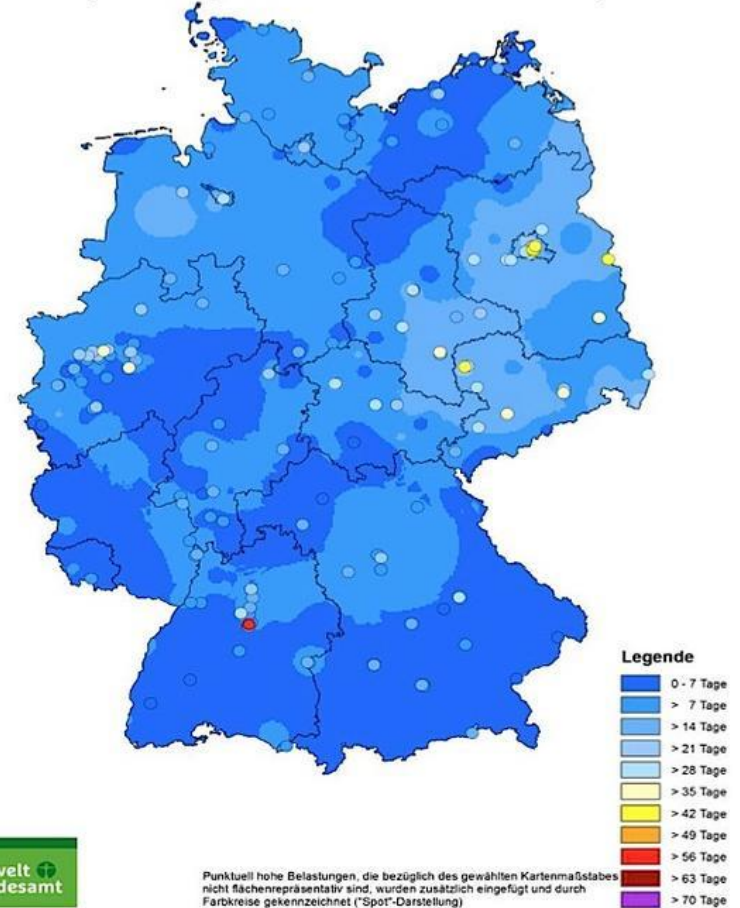 Legende
0 - 7 Tage
> 7 Tage
> 14 Tage
> 21 Tage
> 28 Tage
> 35 Tage
> 42 Tage
> 49 Tage
> 56 Tage
> 63 Tage
> 70 Tage
welt
desamt
Punktuell hohe Belastungen, die bezüglich des gewählten Kartenmaßstabes
nicht flächenrepräsentativ sind, wurden zusätzlich eingefügt und durch
Farbkreise gekennzeichnet ("Spot"-Darstellung)